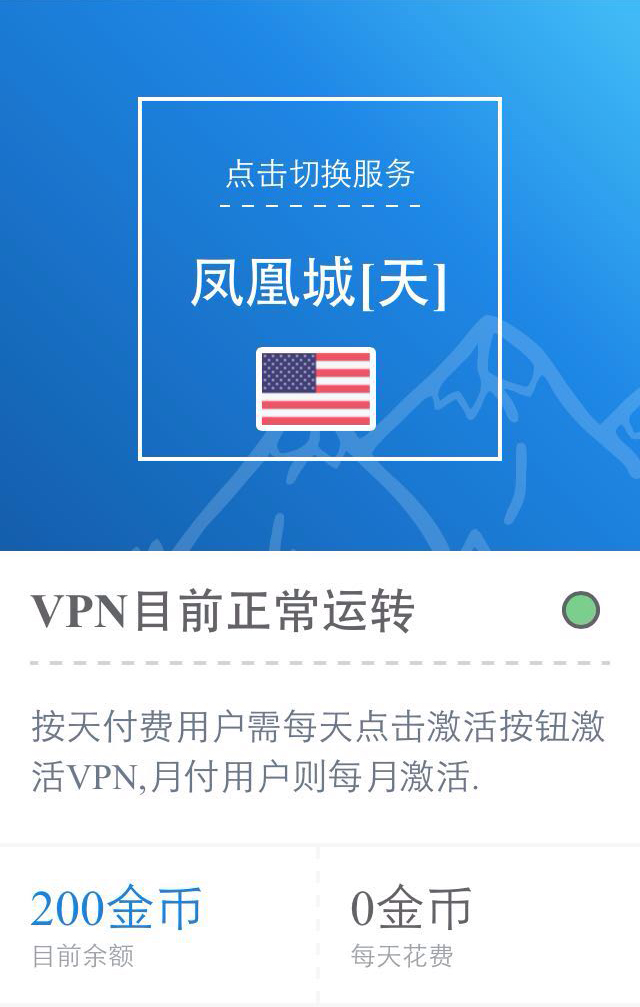 点击切换服务
凤凰城[天]
VPN目前正常运转
按天付费用户需每天点击激活按钮激
活VPN,月付用户则每月激活.
200金币
0金币
目前余额
每天花费